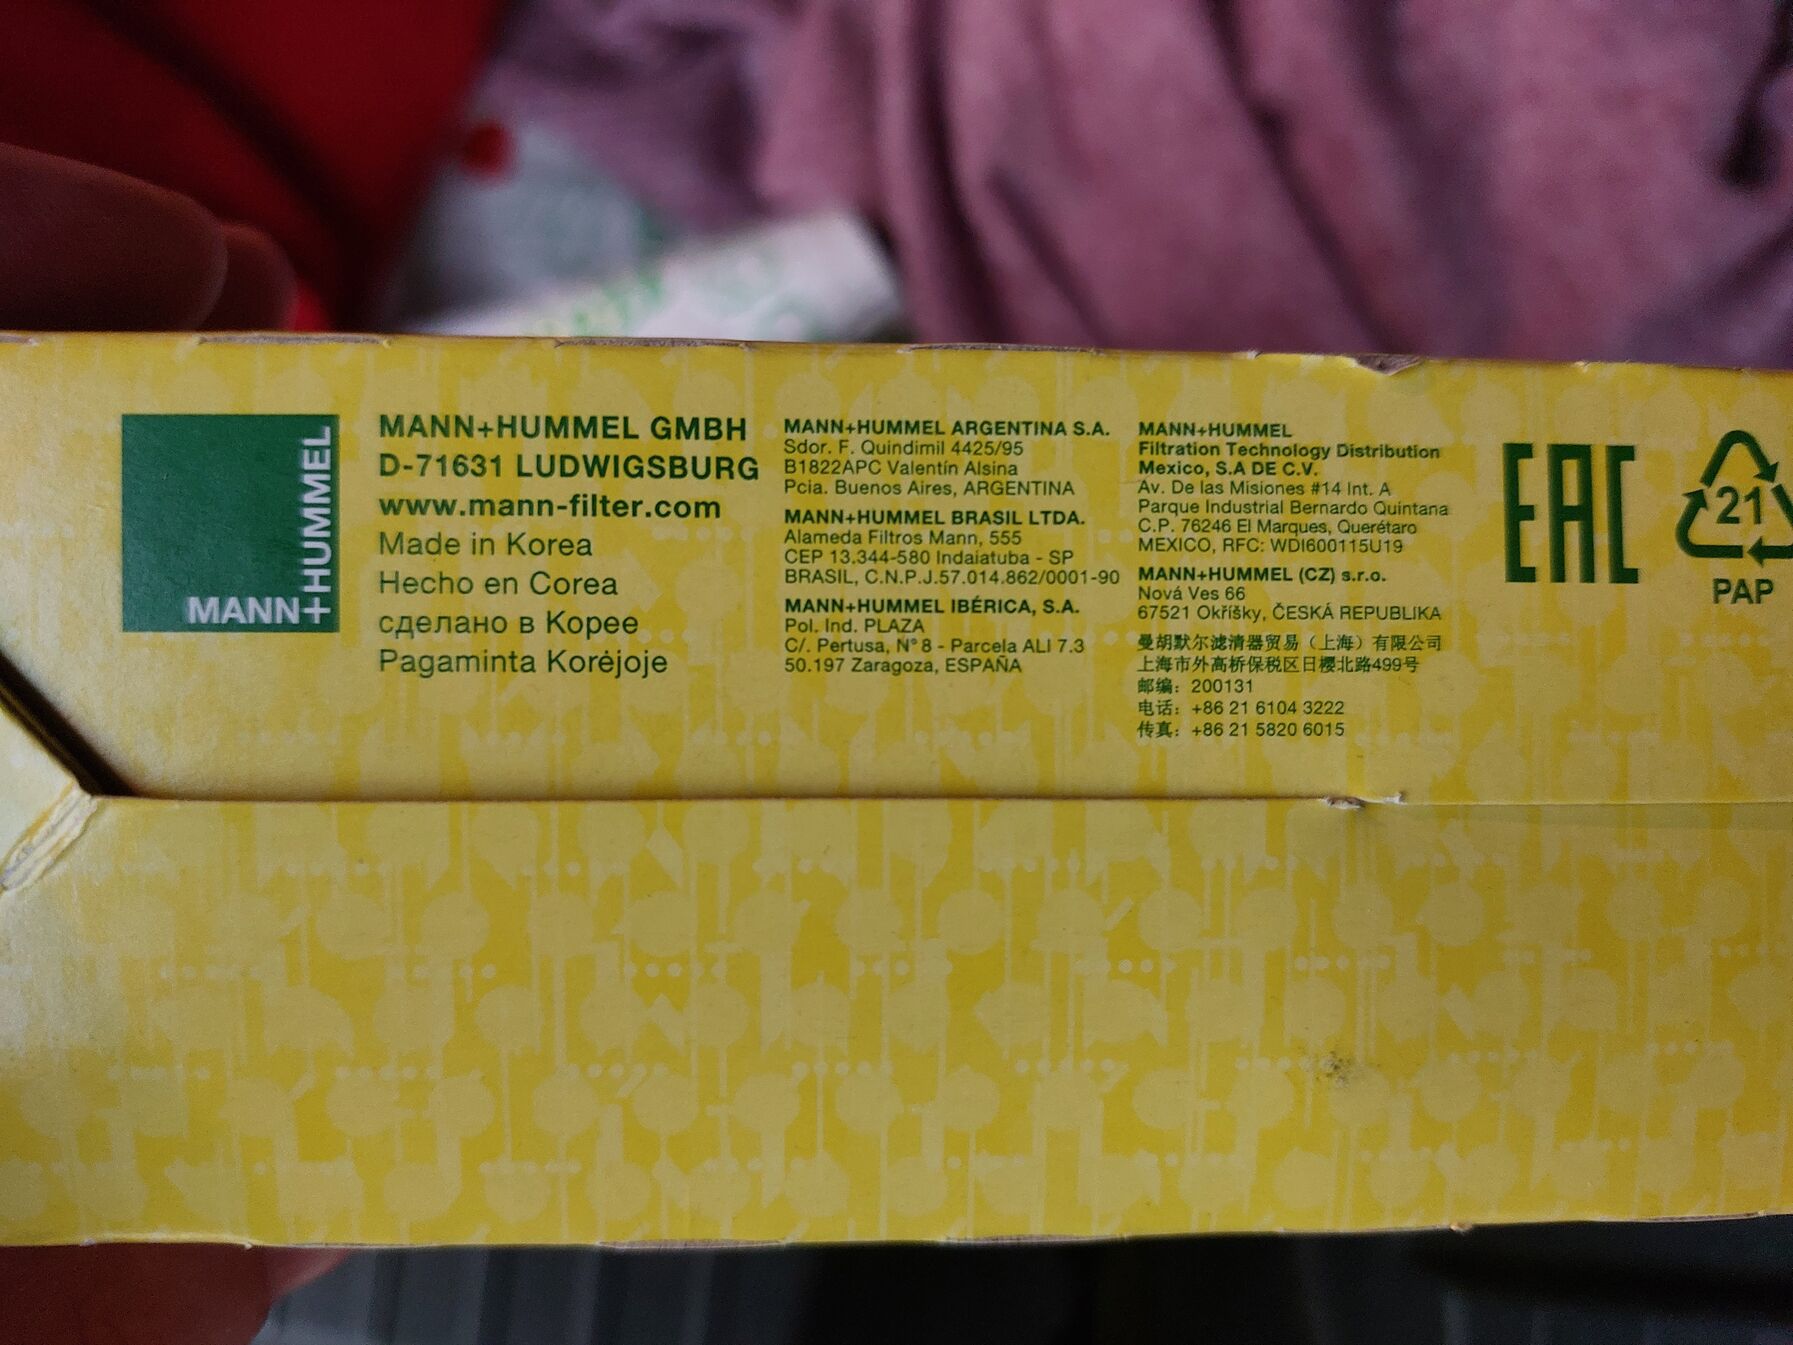 MANN+
HUMMEL
MANN+HUMMEL GMBH
D-71631 LUDWIGSBURG
www.mann-filter.com
Made in Korea
Hecho en Corea
сделано в Корее
Pagaminta Korėjoje
MANN+HUMMEL ARGENTINA S.A.
Sdor. F. Quindimil 4425/95
B1822APC Valentín Alsina
Pcia. Buenos Aires, ARGENTINA
MANN+HUMMEL BRASIL LTDA.
Alameda Filtros Mann, 555
CEP 13.344-580 Indaiatuba - SP
BRASIL, C.N.P.J.57.014.862/0001-90
MANN+HUMMEL IBÉRICA, S.A.
Pol. Ind. PLAZA
C/. Pertusa, N° 8 - Parcela ALI 7.3
50.197 Zaragoza, ESPAÑA
MANN+HUMMEL
Filtration Technology Distribution
Mexico, S.A DE C.V.
Av. De las Misiones #14 Int. A
Parque Industrial Bernardo Quintana
C.P. 76246 El Marques, Querétaro
MEXICO, RFC: WDI600115U19
MANN+HUMMEL (CZ) s.r.o.
Nová Ves 66
67521 Okříšky, ČESKÁ REPUBLIKA
曼胡默尔滤清器贸易（上海）有限公司
上海市外高桥保税区日樱北路499号
邮编：200131
电话：+86 21 6104 3222
传真：+86 21 5820 6015
EAC
21
PAP